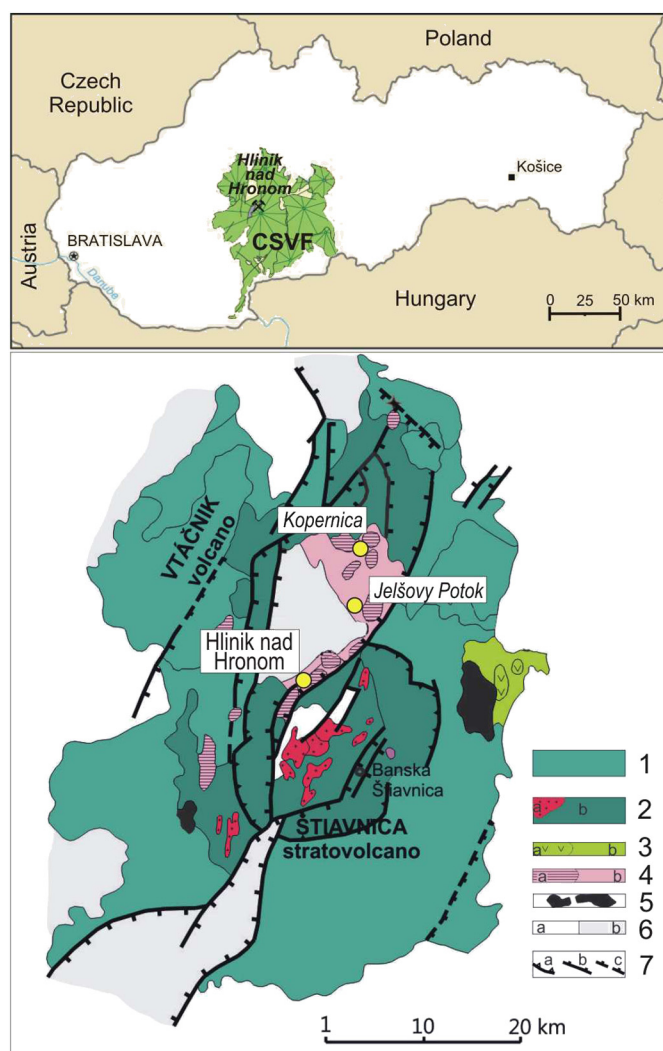 Poland
Czech
Republic
Hlinik
nad
Hronom
Košice
CSVF
BRATISLAVA
Austria
Danube
Hungary
0 25 50 km
VTÁČNIK
volcano
Kopernica
Jelšovy Potok
Hlinik nad
Hronom
Banska
Štiavnica
ŠTIAVNICA
stratovolcano
1
a b 2
a v v v b 3
a b 4
5
a b 6
a b c 7
1 10 20 km